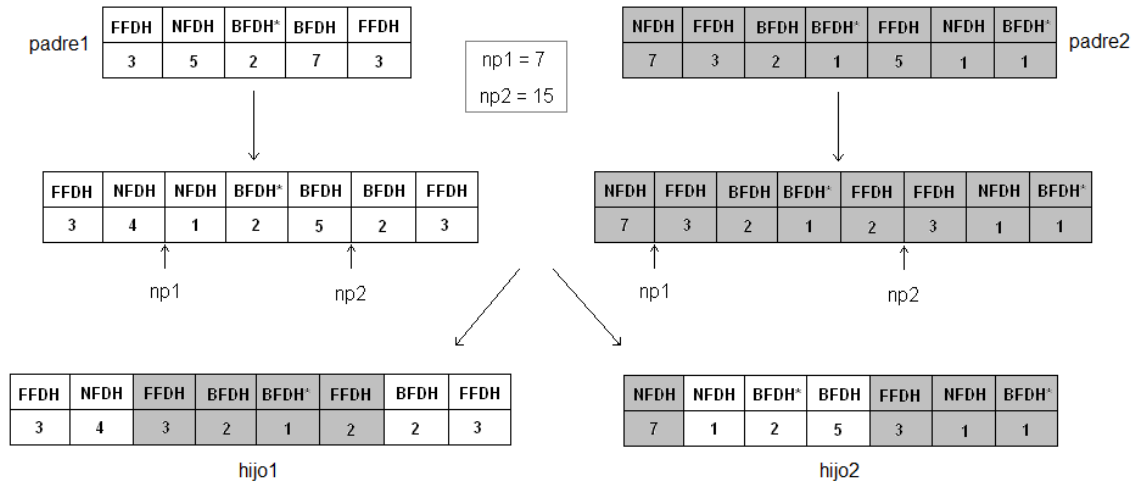 padre1
FFDH NFDH BFDH* BFDH FFDH
3 5 2 7 3
np1 = 7
np2 = 15
NFDH FFDH BFDH BFDH* FFDH NFDH BFDH*
7 3 2 1 5 1 1
padre2
FFDH NFDH NFDH BFDH* BFDH BFDH FFDH
3 4 1 2 5 2 3
np1 np2
NFDH FFDH BFDH BFDH* FFDH FFDH NFDH BFDH*
7 3 2 1 2 3 1 1
np1 np2
FFDH NFDH FFDH BFDH BFDH* FFDH BFDH FFDH
3 4 3 2 1 2 2 3
hijo1
NFDH NFDH BFDH* BFDH FFDH NFDH BFDH*
7 1 2 5 3 1 1
hijo2